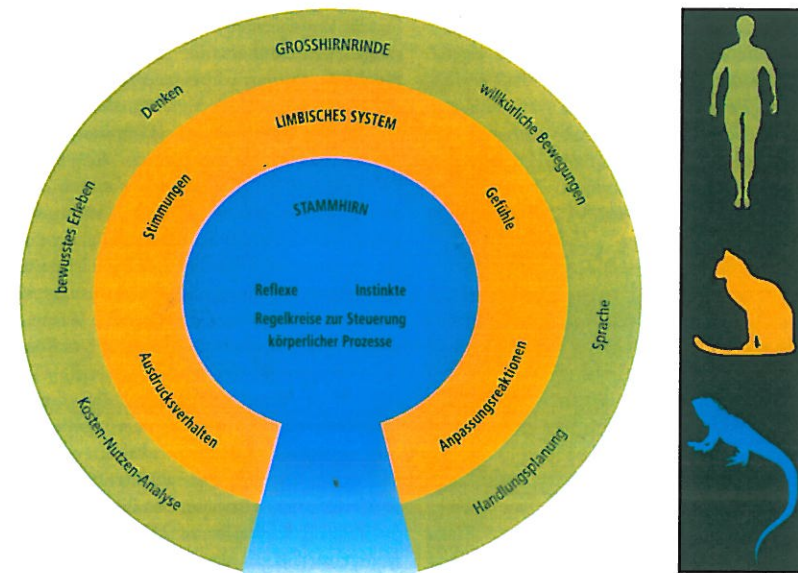 GROSSHIRNRINDE
Denken
willkürliche Bewegungen
bewusstes Erleben
Sprache
Kosten-Nutzen-Analyse
Handlungsplanung
LIMBISCHES SYSTEM
Stimmungen
Gefühle
Ausdrucksverhalten
Anpassungsreaktionen
STAMMHIRN
Reflexe Instinkte
Regelkreise zur Steuerung
körperlicher Prozesse